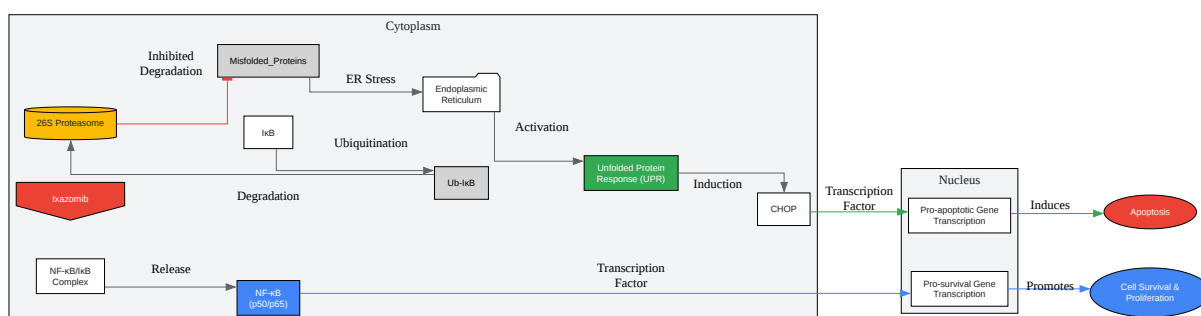 Cytoplasm
Inhibited
Degradation
Misfolded_Proteins
ER Stress
Endoplasmic
Reticulum
26S Proteasome
IκB
Ubiquitination
Activation
Unfolded Protein
Response (UPR)
Ub-IκB
Degradation
Ixazomib
Induction
CHOP
Transcription
Factor
Nucleus
Pro-apoptotic Gene
Transcription
Induces
Apoptosis
NF-κB/IκB
Complex
Release
NF-κB
(p50/p65)
Transcription
Factor
Pro-survival Gene
Transcription
Promotes
Cell Survival &
Proliferation